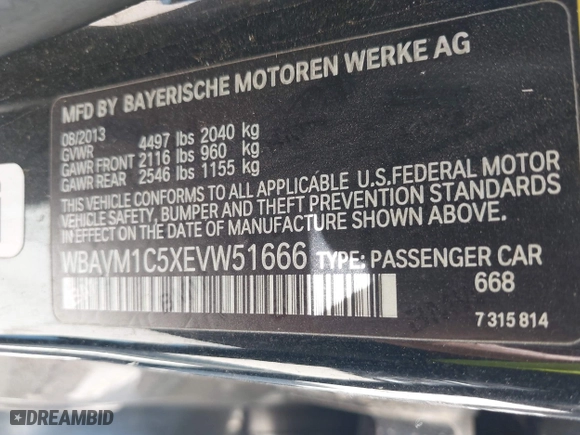 MFD BY BAYERISCHE MOTOREN WERKE AG
08/2013
GVWR 4497 lbs 2040 kg
GAWR FRONT 2116 lbs 960 kg
GAWR REAR 2546 lbs 1155 kg
THIS VEHICLE CONFORMS TO ALL APPLICABLE U.S.FEDERAL MOTOR
VEHICLE SAFETY, BUMPER AND THEFT PREVENTION STANDARDS
IN EFFECT ON THE DATE OF MANUFACTURE SHOWN ABOVE.
WBAVM1C5XEVW51666 TYPE: PASSENGER CAR
668
7 315 814
DREAMBID